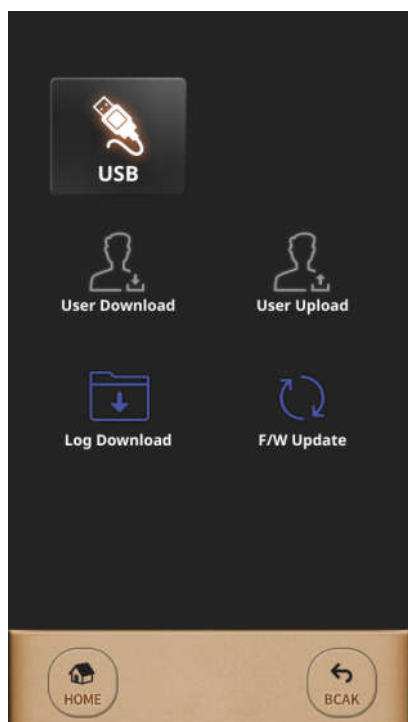 USB
User Download
User Upload
Log Download
F/W Update
HOME
BCAK